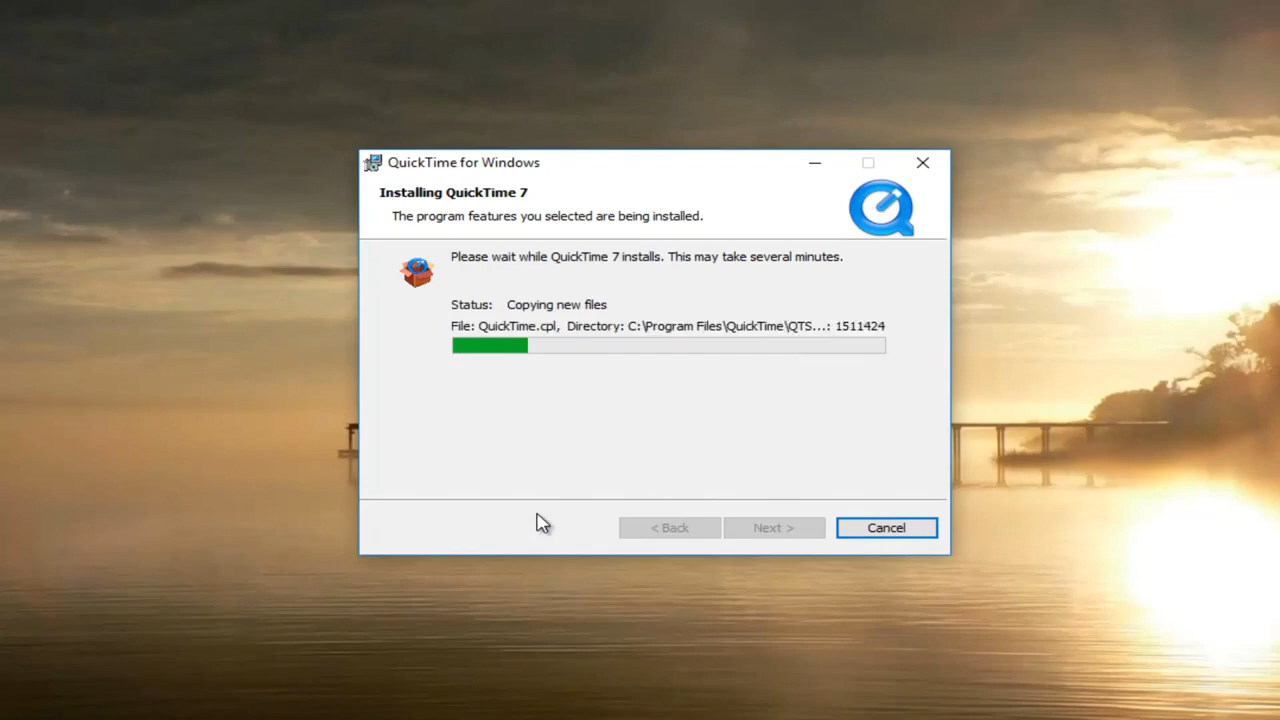 QuickTime for Windows
Installing QuickTime 7
The program features you selected are being installed.
Please wait while QuickTime 7 installs. This may take several minutes.
Status: Copying new files
File: QuickTime.cpl, Directory: C:\Program Files\QuickTime\QTS...: 1511424
< Back Next > Cancel